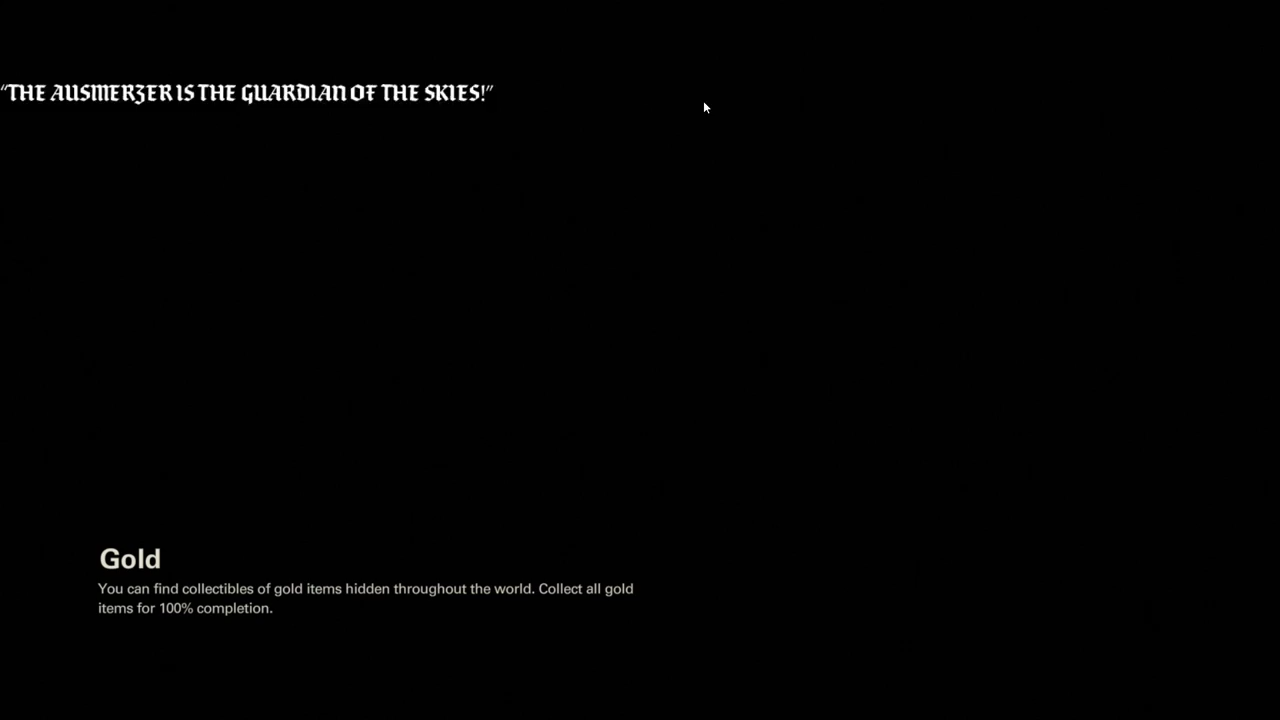 “THE AUSMERZER IS THE GUARDIAN OF THE SKIES!”
Gold
You can find collectibles of gold items hidden throughout the world. Collect all gold
items for 100% completion.